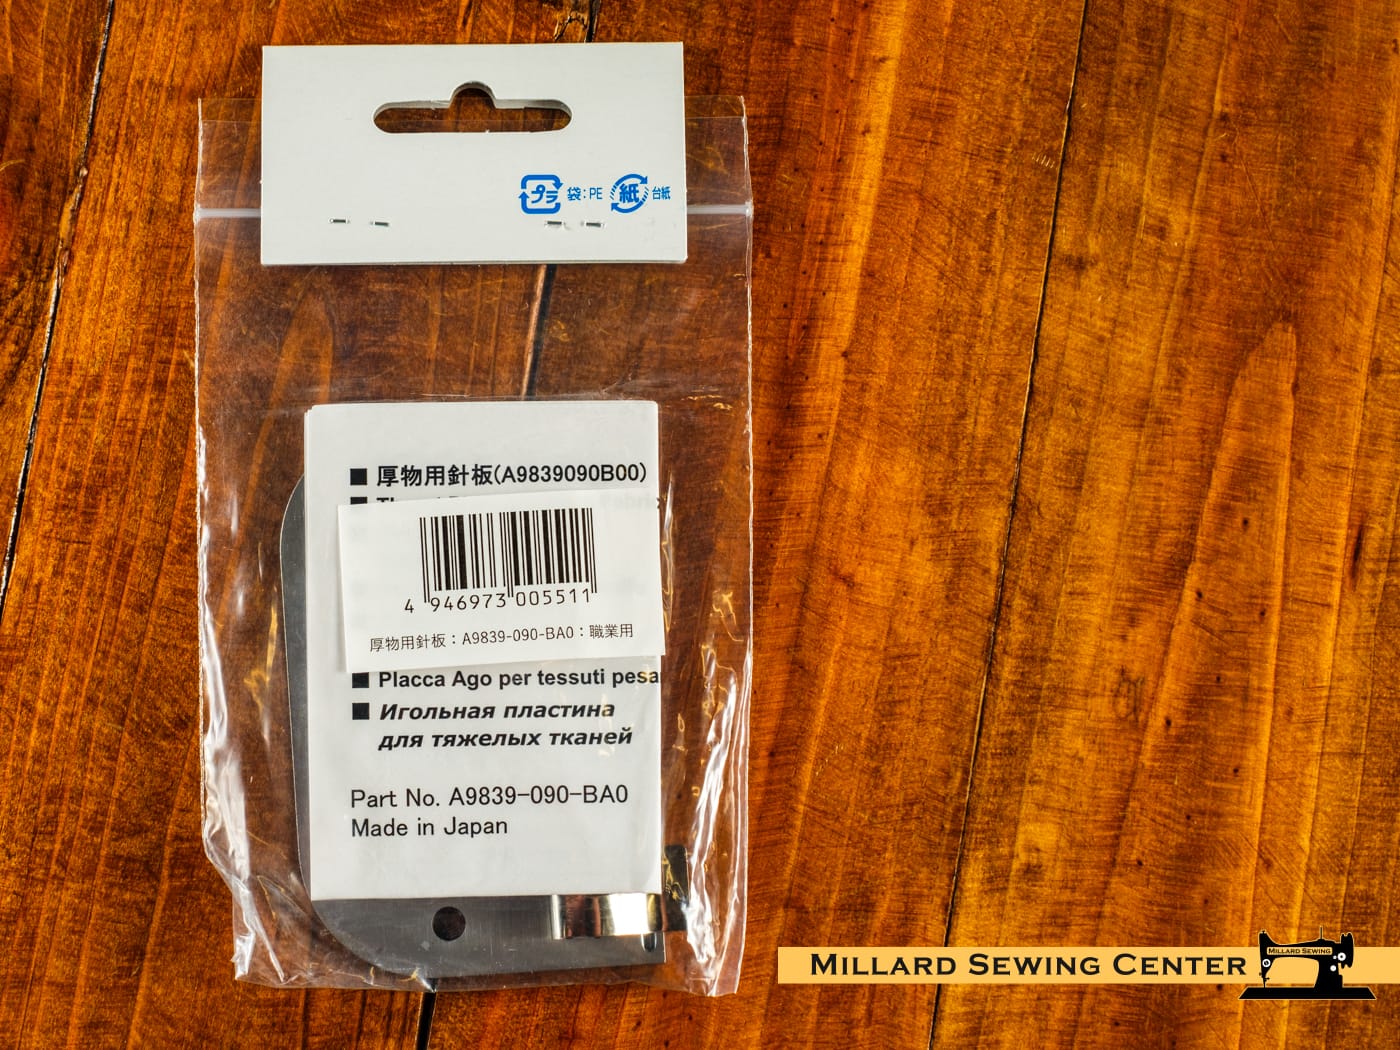 プラ 袋:PE 紙 台紙
■ 厚物用針板(A9839090B00)
4 946973 005511
厚物用針板:A9839-090-BA0:職業用
■ Placca Ago per tessuti pesa
■ Игольная пластина
для тяжелых тканей
Part No. A9839-090-BA0
Made in Japan
MILLARD SEWING CENTER
MILLARD SEWING